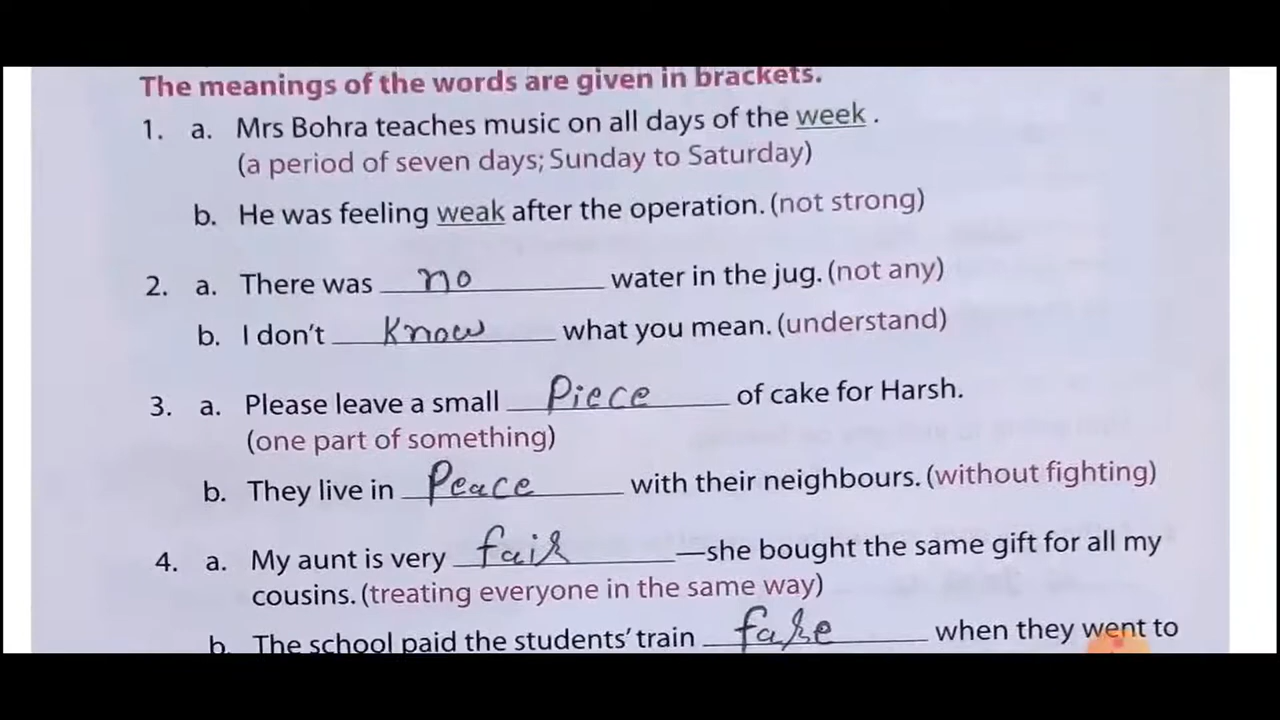 The meanings of the words are given in brackets.
1. a. Mrs Bohra teaches music on all days of the week .
(a period of seven days; Sunday to Saturday)
b. He was feeling weak after the operation. (not strong)
2. a. There was no water in the jug. (not any)
b. I don't know what you mean. (understand)
3. a. Please leave a small Piece of cake for Harsh.
(one part of something)
b. They live in Peace with their neighbours. (without fighting)
4. a. My aunt is very fair —she bought the same gift for all my
cousins. (treating everyone in the same way)
b. The school paid the students' train fare when they went to